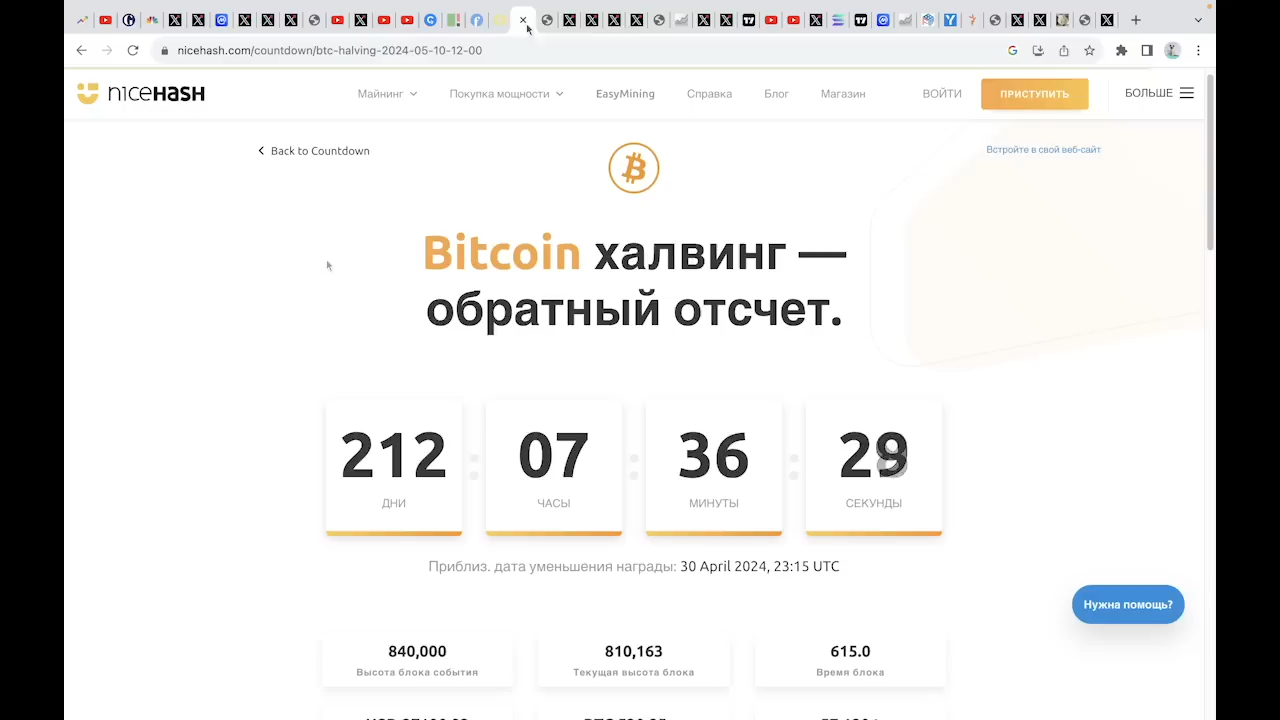 nicehash.com/countdown/btc-halving-2024-05-10-12-00
niceHASH
Майнинг
Покупка мощности
EasyMining
Справка
Блог
Магазин
ВОЙТИ
ПРИСТУПИТЬ
БОЛЬШЕ
Back to Countdown
Встройте в свой веб-сайт
Bitcoin халвинг —
обратный отсчет.
212
07
36
ДНИ
ЧАСЫ
МИНУТЫ
СЕКУНДЫ
Приблиз. дата уменьшения награды: 30 April 2024, 23:15 UTC
Нужна помощь?
840,000
810,163
615.0
Высота блока события
Текущая высота блока
Время блока